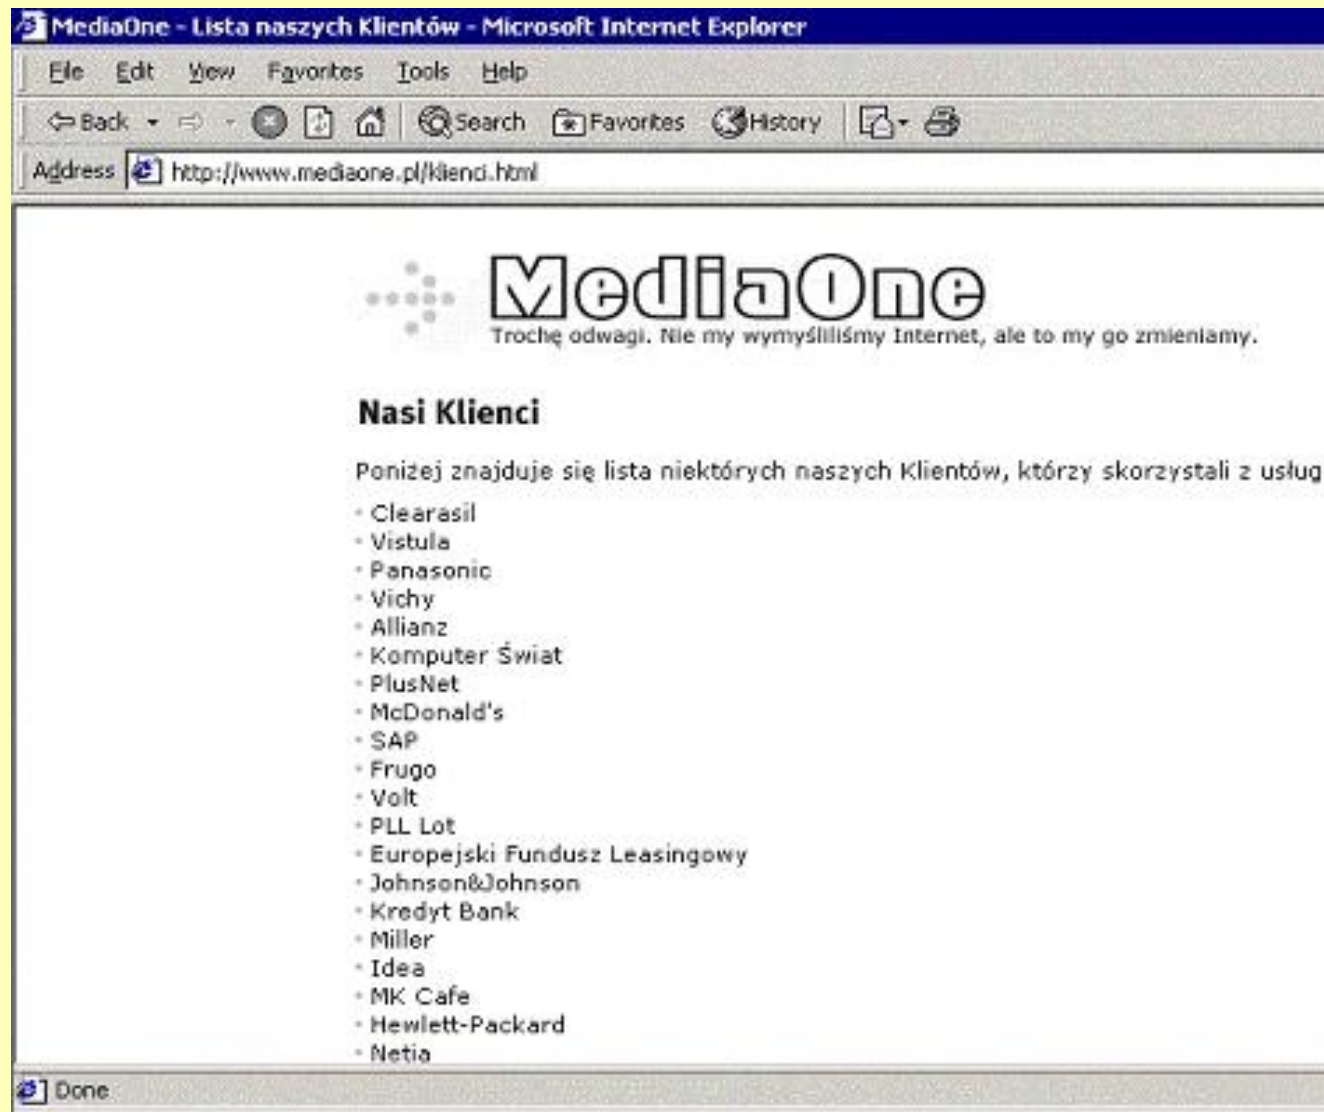 MediaOne - Lista naszych Klientów - Microsoft Internet Explorer
File Edit View Favorites Tools Help
Back Search Favorites History
Address http://www.mediaone.pl/klienci.html
MediaOne
Trochę odwagi. Nie my wymyśliliśmy Internet, ale to my go zmieniamy.
Nasi Klienci
Poniżej znajduje się lista niektórych naszych Klientów, którzy skorzystali z usług
Clearasil
Vistula
Panasonic
Vichy
Allianz
Komputer Świat
PlusNet
McDonald's
SAP
Frugo
Volt
PLL Lot
Europejski Fundusz Leasingowy
Johnson&Johnson
Kredyt Bank
Miller
Idea
MK Cafe
Hewlett-Packard
Netia
Done